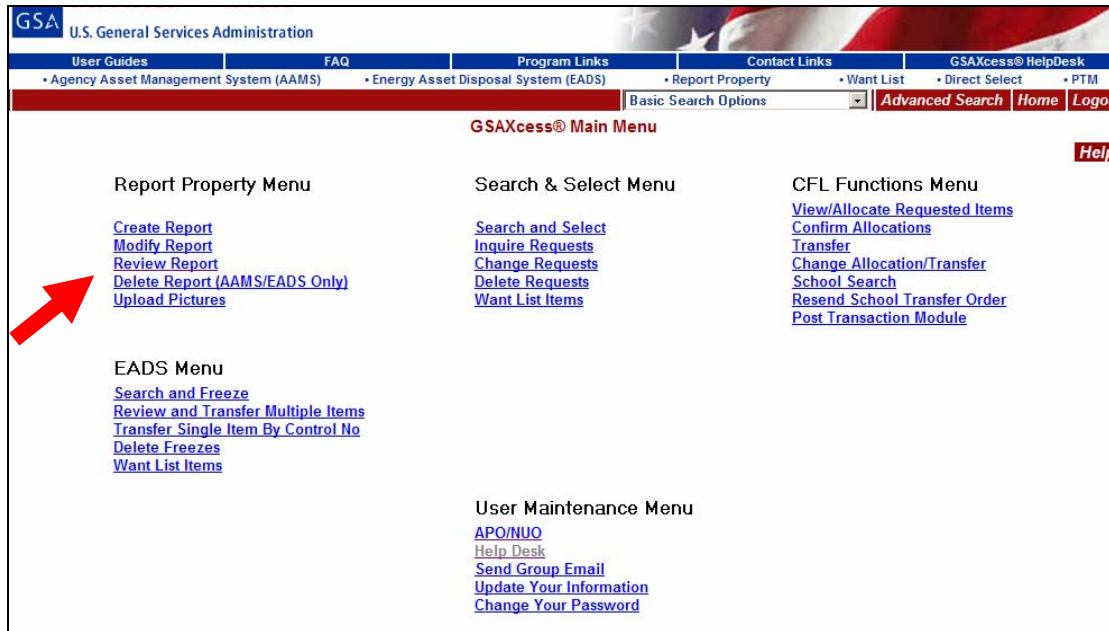 GSA U.S. General Services Administration
User Guides FAQ Program Links Contact Links GSAXcess® HelpDesk
• Agency Asset Management System (AAMS) • Energy Asset Disposal System (EADS) • Report Property • Want List • Direct Select • PTM
Basic Search Options Advanced Search Home Logo
GSAXcess® Main Menu
Help
Report Property Menu
Create Report
Modify Report
Review Report
Delete Report (AAMS/EADS Only)
Upload Pictures
Search & Select Menu
Search and Select
Inquire Requests
Change Requests
Delete Requests
Want List Items
CFL Functions Menu
View/Allocate Requested Items
Confirm Allocations
Transfer
Change Allocation/Transfer
School Search
Resend School Transfer Order
Post Transaction Module
EADS Menu
Search and Freeze
Review and Transfer Multiple Items
Transfer Single Item By Control No
Delete Freezes
Want List Items
User Maintenance Menu
APO/NUO
Help Desk
Send Group Email
Update Your Information
Change Your Password